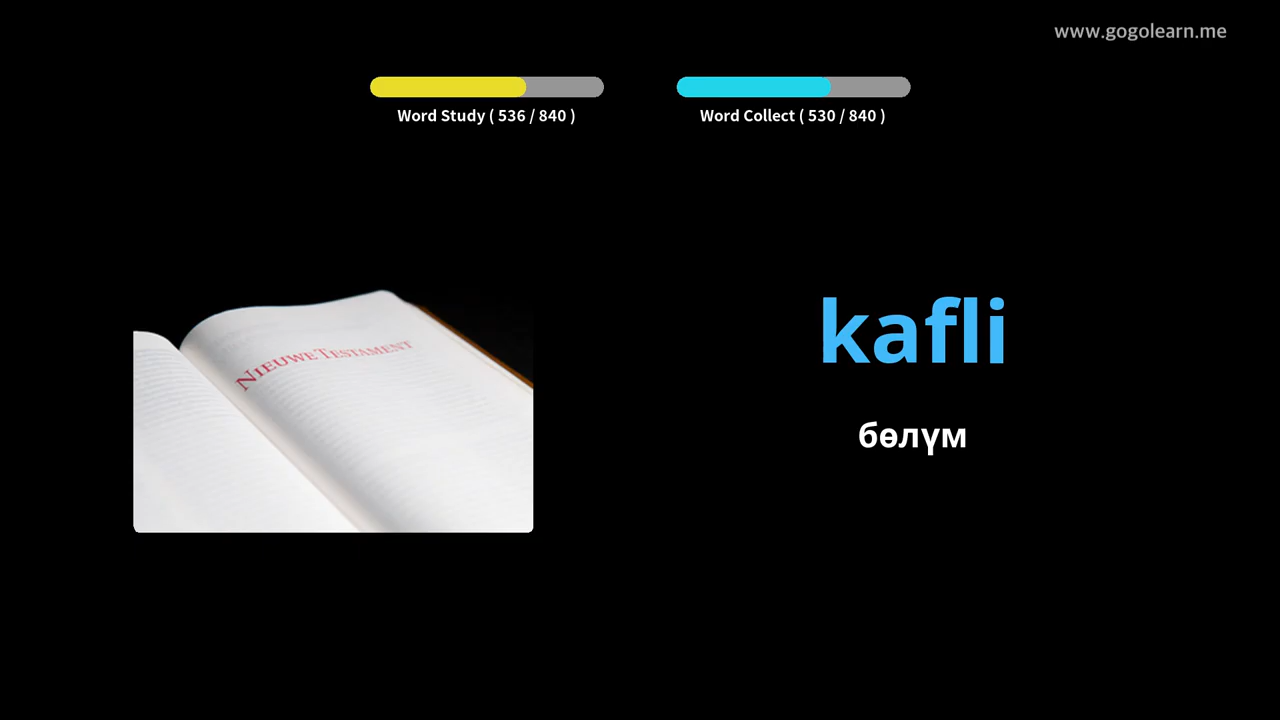 www.gogolearn.me
Word Study ( 536 / 840 )
Word Collect ( 530 / 840 )
NIEUWE TESTAMENT
kafli
бөлүм